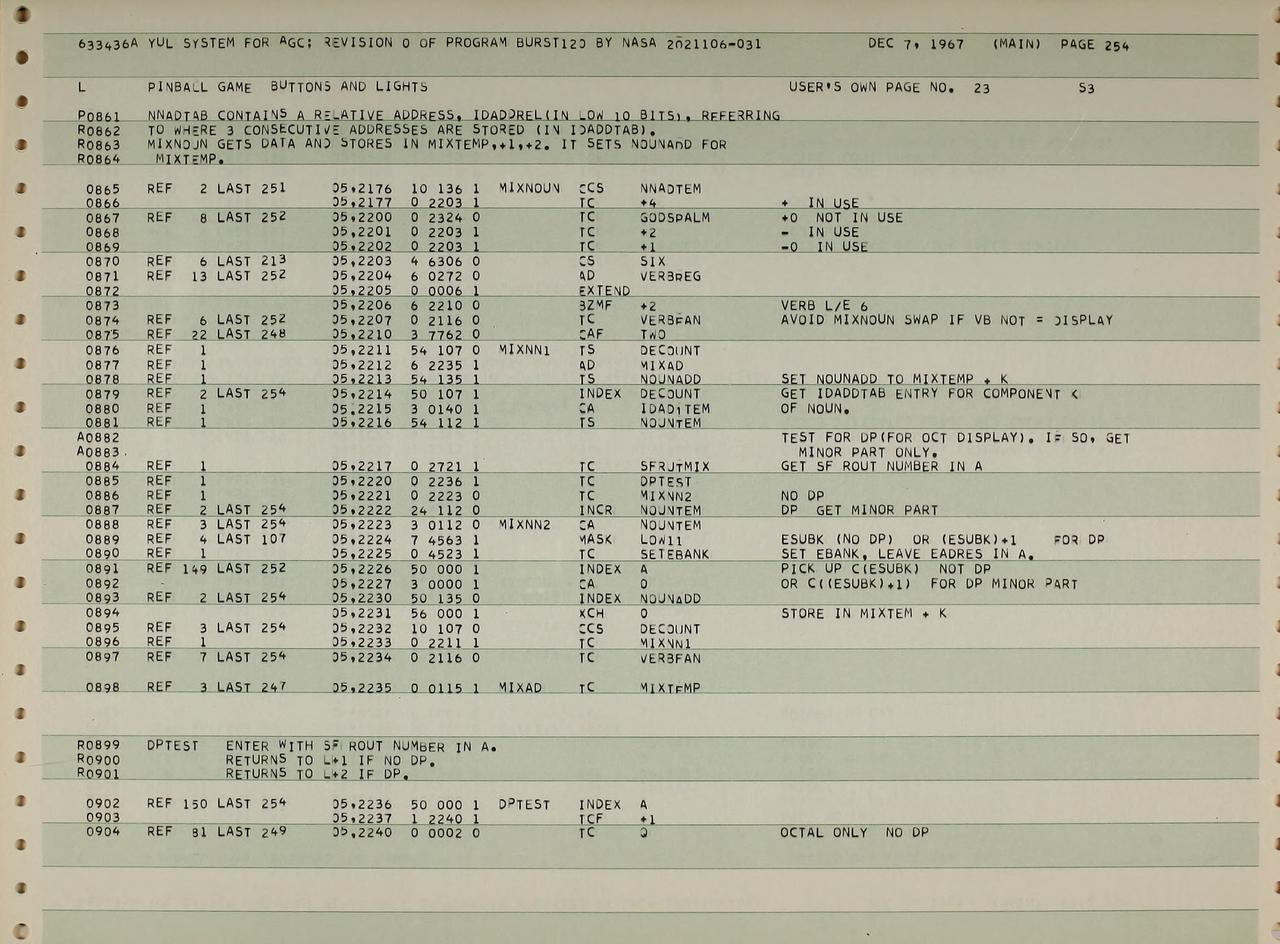 633436A YUL SYSTEM FOR AGC: REVISION 0 OF PROGRAM BURST120 BY NASA 2021106-031 DEC 7, 1967 (MAIN) PAGE 254
L PINBALL GAME BUTTONS AND LIGHTS USER'S OWN PAGE NO. 23 S3
P0861 NNADTAB CONTAINS A RELATIVE ADDRESS, IDADDREL(IN LOW 10 BITS), REFERRING
R0862 TO WHERE 3 CONSECUTIVE ADDRESSES ARE STORED (IN IDADDTAB).
R0863 MIXNOUN GETS DATA AND STORES IN MIXTEMP,+1,+2. IT SETS NOUNADD FOR
R0864 MIXTEMP.
0865 REF 2 LAST 251 05,2176 10 136 1 MIXNOUN CCS NNADTEM
0866 05,2177 0 2203 1 TC +4 + IN USE
0867 REF 8 LAST 252 05,2200 0 2324 0 TC GODSPALM +0 NOT IN USE
0868 05,2201 0 2203 1 TC +2 - IN USE
0869 05,2202 0 2203 1 TC +1 -0 IN USE
0870 REF 6 LAST 213 05,2203 4 6306 0 CS SIX
0871 REF 13 LAST 252 05,2204 6 0272 0 AD VERBREG
0872 05,2205 0 0006 1 EXTEND
0873 05,2206 6 2210 0 BZMF +2 VERB L/E 6
0874 REF 6 LAST 252 05,2207 0 2116 0 TC VERBFAN AVOID MIXNOUN SWAP IF VB NOT = DISPLAY
0875 REF 22 LAST 248 05,2210 3 7762 0 CAF TWO
0876 REF 1 05,2211 54 107 0 MIXNN1 TS DECOUNT
0877 REF 1 05,2212 6 2235 1 AD MIXAD
0878 REF 1 05,2213 54 135 1 TS NOUNADD SET NOUNADD TO MIXTEMP + K
0879 REF 2 LAST 254 05,2214 50 107 1 INDEX DECOUNT GET IDADDTAB ENTRY FOR COMPONENT K
0880 REF 1 05,2215 3 0140 1 CA IDAD1TEM OF NOUN.
0881 REF 1 05,2216 54 112 1 TS NOUNTEM
A0882 TEST FOR DP(FOR OCT DISPLAY). IF SO, GET
A0883 MINOR PART ONLY.
0884 REF 1 05,2217 0 2721 1 TC SFRUTMIX GET SF ROUT NUMBER IN A
0885 REF 1 05,2220 0 2236 1 TC DPTEST
0886 REF 1 05,2221 0 2223 0 TC MIXNN2 NO DP
0887 REF 2 LAST 254 05,2222 24 112 0 INCR NOUNTEM DP GET MINOR PART
0888 REF 3 LAST 254 05,2223 3 0112 0 MIXNN2 CA NOUNTEM
0889 REF 4 LAST 107 05,2224 7 4563 1 MASK LOW11 ESUBK (NO DP) OR (ESUBK)+1 FOR DP
0890 REF 1 05,2225 0 4523 1 TC SETEBANK SET EBANK, LEAVE EADRES IN A.
0891 REF 149 LAST 252 05,2226 50 000 1 INDEX A PICK UP C(ESUBK) NOT DP
0892 05,2227 3 0000 1 CA 0 OR C((ESUBK)+1) FOR DP MINOR PART
0893 REF 2 LAST 254 05,2230 50 135 0 INDEX NOUNADD
0894 05,2231 56 000 1 XCH 0 STORE IN MIXTEM + K
0895 REF 3 LAST 254 05,2232 10 107 0 CCS DECOUNT
0896 REF 1 05,2233 0 2211 1 TC MIXNN1
0897 REF 7 LAST 254 05,2234 0 2116 0 TC VERBFAN
0898 REF 3 LAST 247 05,2235 0 0115 1 MIXAD TC MIXTEMP
R0899 DPTEST ENTER WITH SF ROUT NUMBER IN A.
R0900 RETURNS TO L+1 IF NO DP.
R0901 RETURNS TO L+2 IF DP.
0902 REF 150 LAST 254 05,2236 50 000 1 DPTEST INDEX A
0903 05,2237 1 2240 1 TCF +1
0904 REF 81 LAST 249 05,2240 0 0002 0 TC Q OCTAL ONLY NO DP